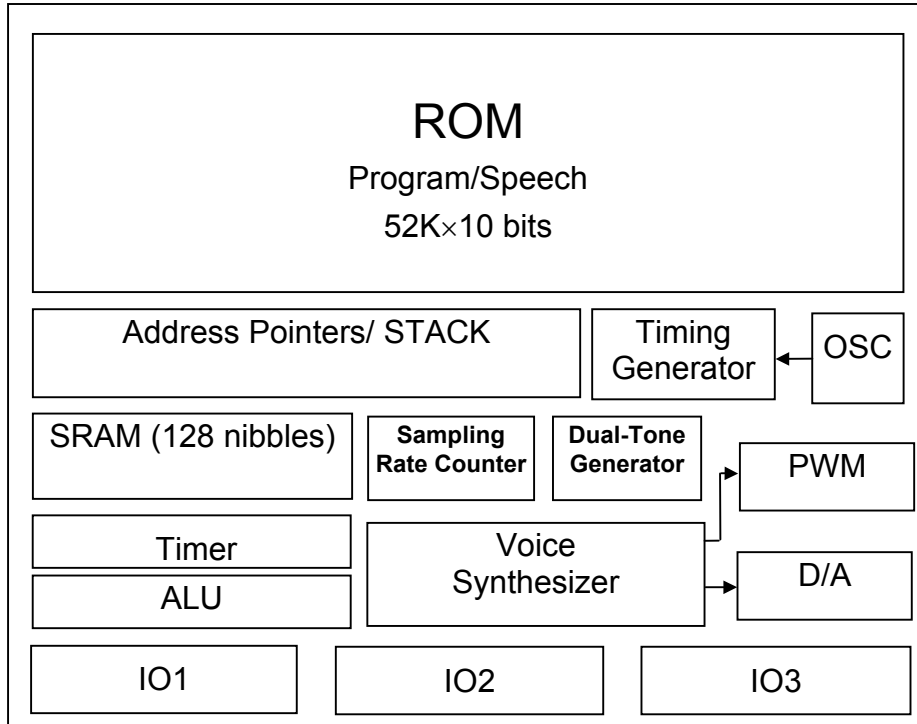 ROM
Program/Speech
52K×10 bits
Address Pointers/ STACK
Timing
Generator
OSC
SRAM (128 nibbles)
Sampling
Rate Counter
Dual-Tone
Generator
PWM
Timer
Voice
Synthesizer
D/A
ALU
IO1
IO2
IO3